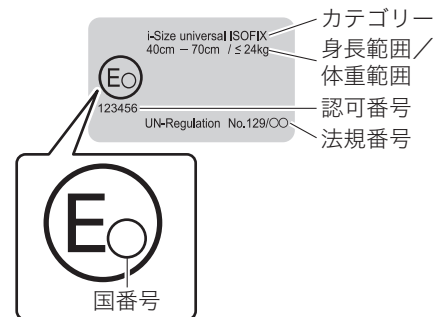 i-Size universal ISOFIX
カテゴリー
40cm – 70cm / ≤ 24kg
身長範囲／
体重範囲
E○
123456
認可番号
UN-Regulation No.129/○○
法規番号
E○
国番号